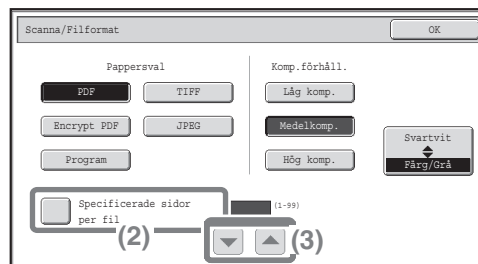 Scanna/Filformat
OK
Pappersval
Komp.förhåll.
PDF
TIFF
Låg komp.
Encrypt PDF
JPEG
Medelkomp.
Svartvit
Färg/Grå
Program
Hög komp.
Specificerade sidor
per fil
(1-99)
(2)
(3)